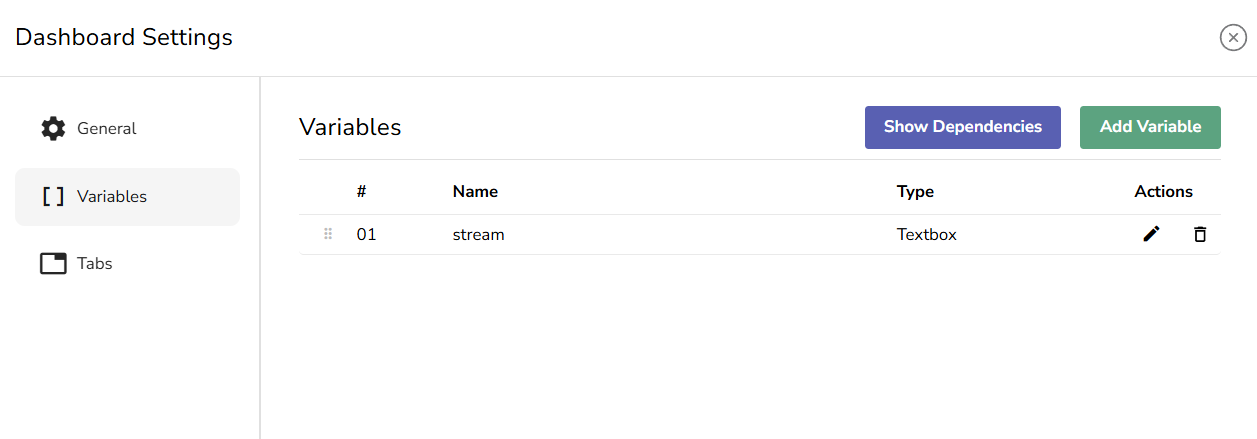 Dashboard Settings
General
Variables
Tabs
Variables
Show Dependencies
Add Variable
# Name Type Actions
01 stream Textbox